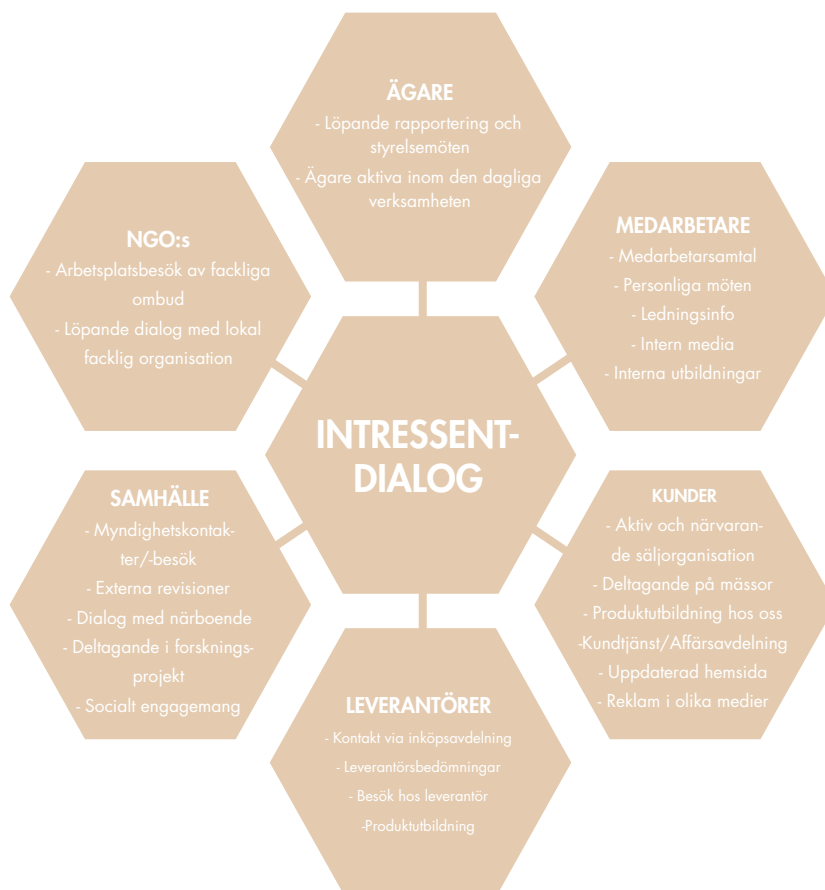 ÄGARE
- Löpande rapportering och
styrelsemöten
- Ägare aktiva inom den dagliga
verksamheten
NGO:s
- Arbetsplatsbesök av fackliga
ombud
- Löpande dialog med lokal
facklig organisation
MEDARBETARE
- Medarbetarsamtal
- Personliga möten
- Ledningsinfo
- Intern media
- Interna utbildningar
INTRESSENT-
DIALOG
SAMHÄLLE
- Myndighetskontak-
ter/-besök
- Externa revisioner
- Dialog med närboende
- Deltagande i forsknings-
projekt
- Socialt engagemang
KUNDER
- Aktiv och närvaran-
de säljorganisation
- Deltagande på mässor
- Produktutbildning hos oss
-Kundtjänst/Affärsavdelning
- Uppdaterad hemsida
- Reklam i olika medier
LEVERANTÖRER
- Kontakt via inköpsavdelning
- Leverantörsbedömningar
- Besök hos leverantör
-Produktutbildning